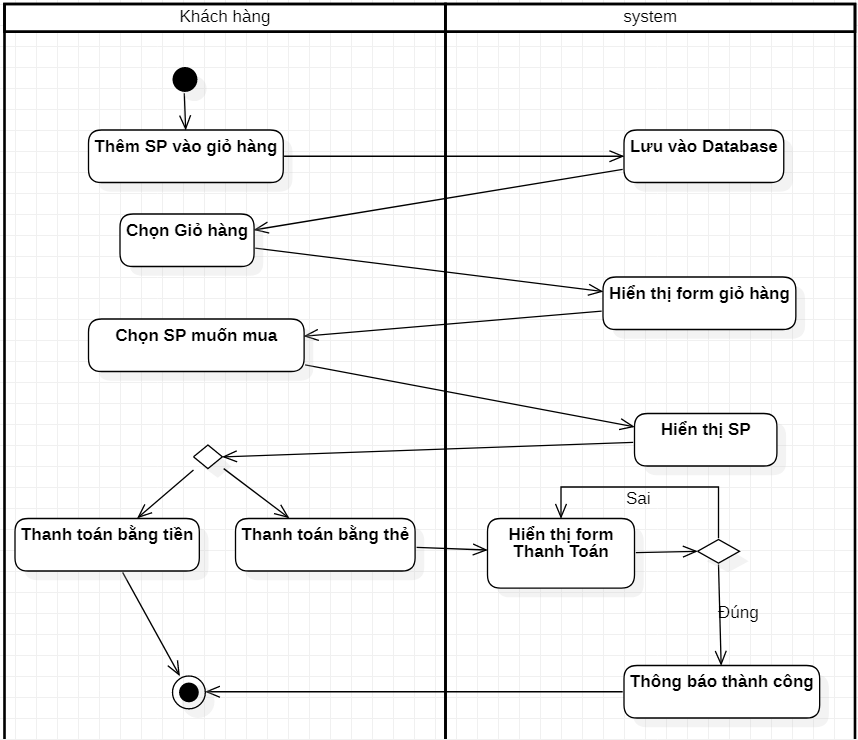 Khách hàng
system
Thêm SP vào giỏ hàng
Lưu vào Database
Chọn Giỏ hàng
Hiển thị form giỏ hàng
Chọn SP muốn mua
Hiển thị SP
Sai
Thanh toán bằng tiền
Thanh toán bằng thẻ
Hiển thị form
Thanh Toán
Đúng
Thông báo thành công